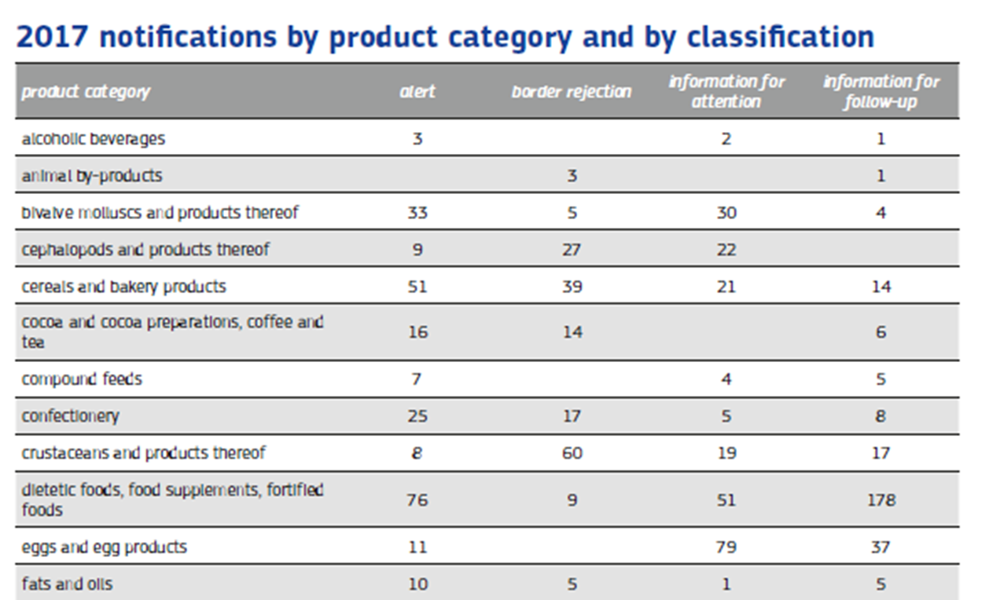 2017 notifications by product category and by classification
product category alert border rejection information for attention information for follow-up
alcoholic beverages 3 2 1
animal by-products 3 1
bivalve molluscs and products thereof 33 5 30 4
cephalopods and products thereof 9 27 22
cereals and bakery products 51 39 21 14
cocoa and cocoa preparations, coffee and
tea 16 14 6
compound feeds 7 4 5
confectionery 25 17 5 8
crustaceans and products thereof 8 60 19 17
dietetic foods, food supplements, fortified
foods 76 9 51 178
eggs and egg products 11 79 37
fats and oils 10 5 1 5